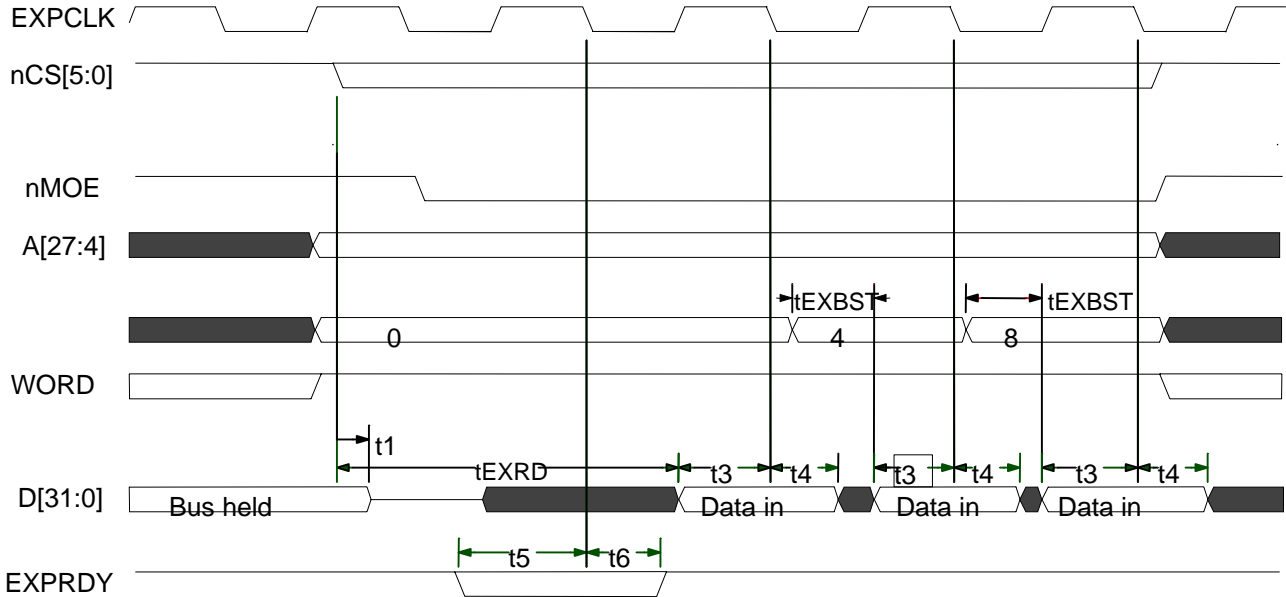 EXPCLK
nCS[5:0]
nMOE
A[27:4]
tEXBST
tEXBST
0
4
8
WORD
t1
tEXRD
t3
t4
t3
t4
t3
t4
D[31:0]
Bus held
Data in
Data in
Data in
t5
t6
EXPRDY